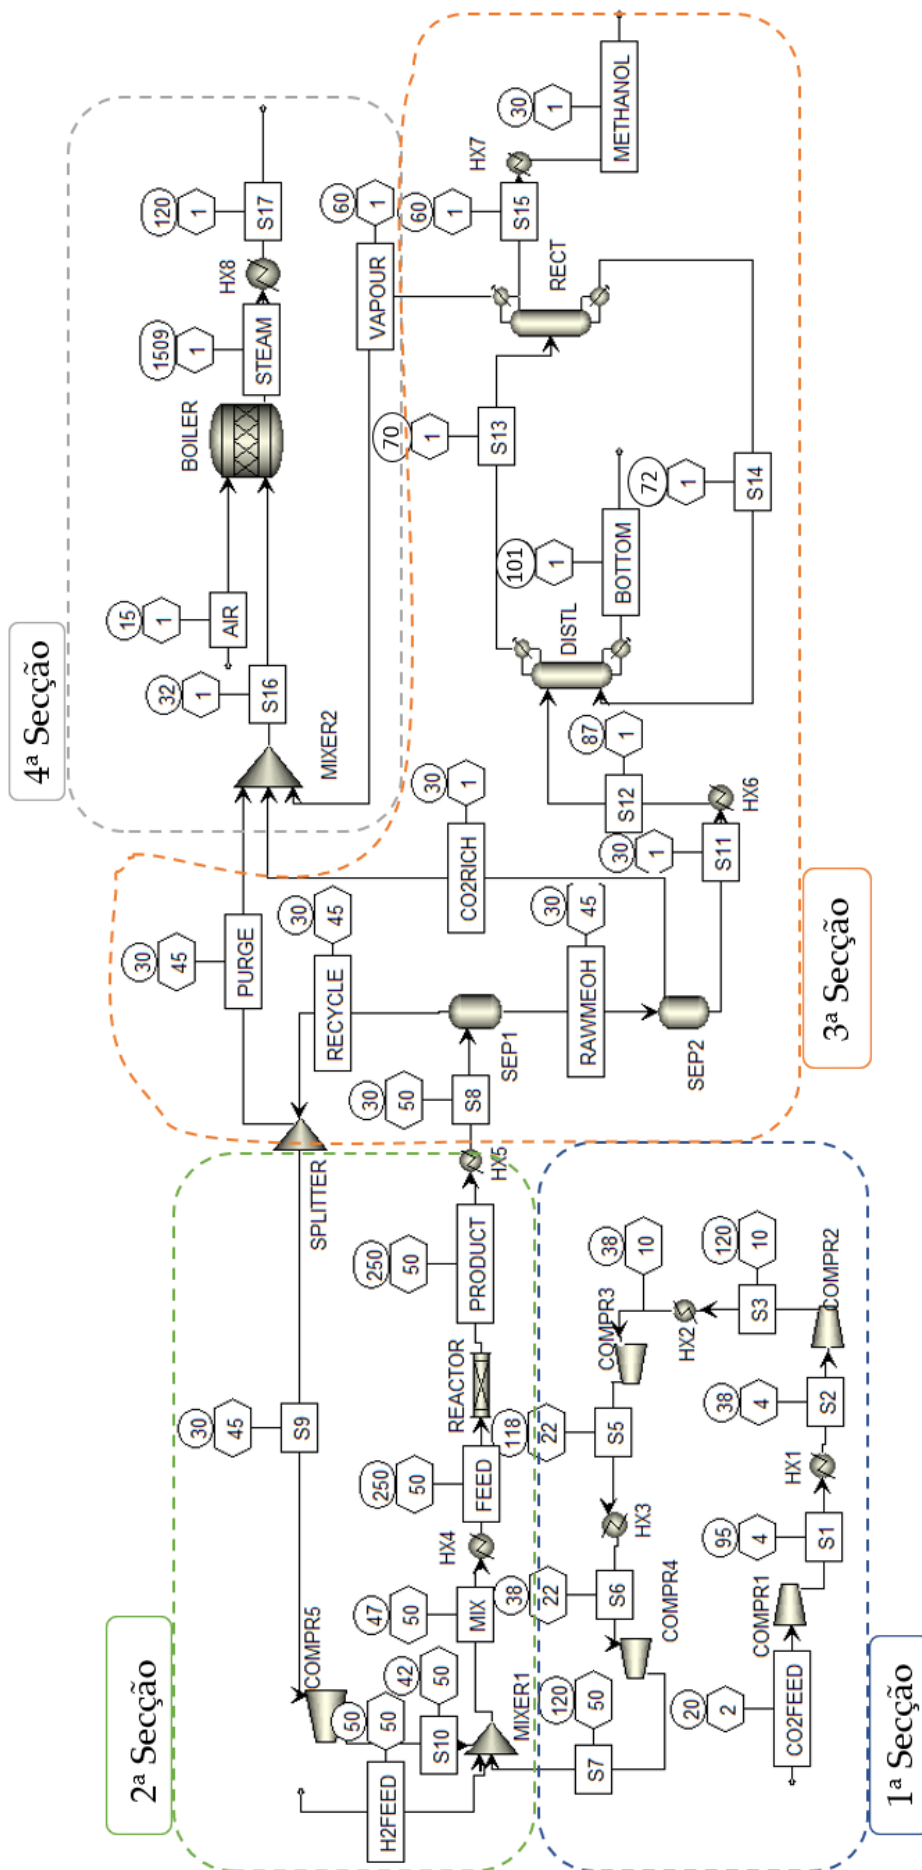 4ª Secção
2ª Secção
30
45
PURGE
32
1
S16
MIXER2
15
1
AIR
BOILER
1509
1
STEAM
HX8
120
1
S17
60
1
VAPOUR
COMPR5
30
45
S9
SPLITTER
50
50
H2FEED
42
50
S10
MIXER1
47
50
MIX
HX4
250
50
FEED
REACTOR
250
50
PRODUCT
HX5
30
50
S8
SEP1
30
45
RECYCLE
30
45
RAWMEOH
SEP2
30
1
CO2RICH
30
1
S11
HX6
87
1
S12
DISTL
101
1
BOTTOM
70
1
S13
72
1
S14
RECT
60
1
S15
HX7
30
1
METHANOL
20
2
CO2FEED
COMPR1
95
4
S1
HX1
38
4
S2
COMPR2
120
10
S3
HX2
38
10
COMPR3
118
22
S5
HX3
38
22
S6
COMPR4
120
50
S7
1ª Secção
3ª Secção